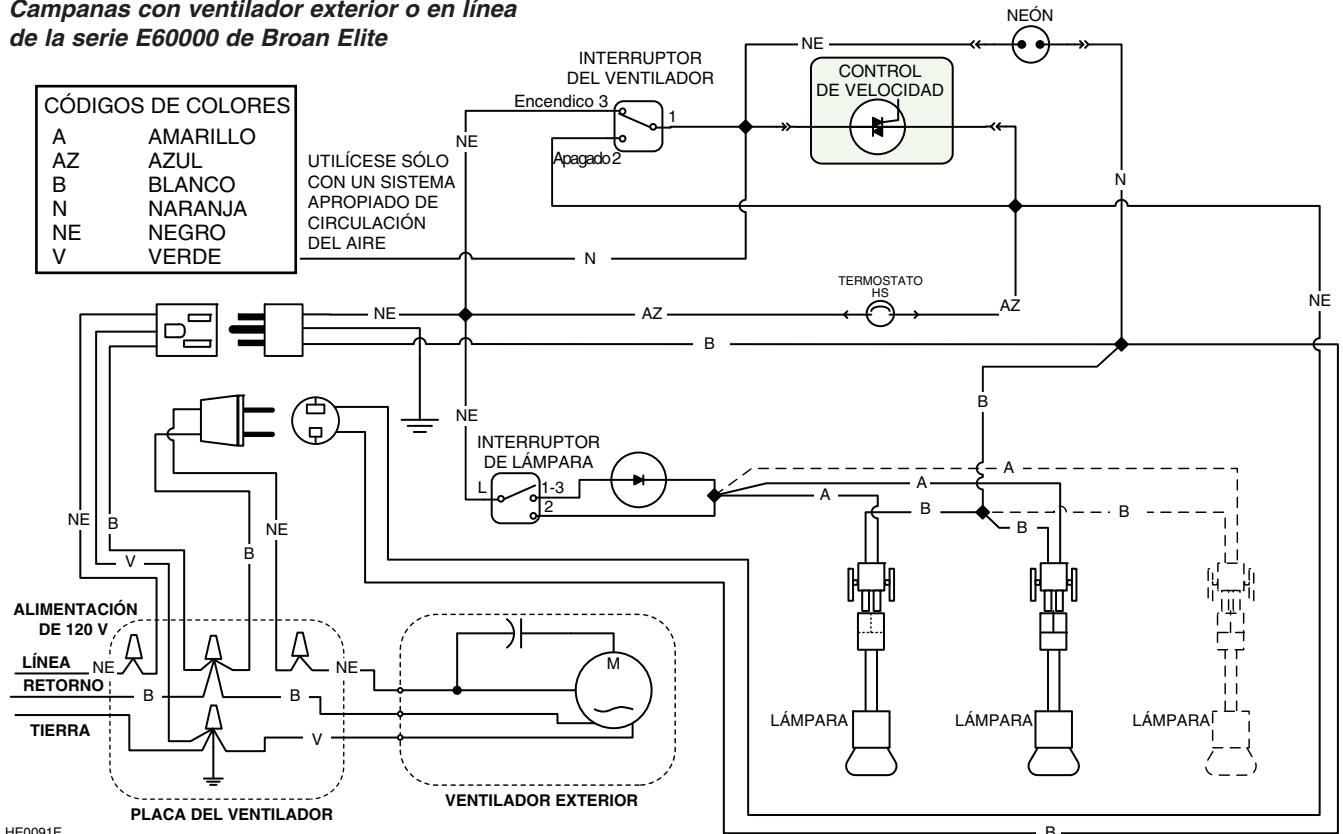 Campanas con ventilador exterior o en línea
de la serie E60000 de Broan Elite
NEÓN
NE
INTERRUPTOR
DEL VENTILADOR
CONTROL
DE VELOCIDAD
CÓDIGOS DE COLORES
A AMARILLO
AZ AZUL
B BLANCO
N NARANJA
NE NEGRO
V VERDE
Encendico 3
1
NE
Apagado 2
UTILÍCESE SÓLO
CON UN SISTEMA
APROPIADO DE
CIRCULACIÓN
DEL AIRE
N
N
TERMOSTATO
HS
NE
AZ
AZ
NE
B
B
NE
INTERRUPTOR
DE LÁMPARA
L
1-3
2
A
A
A
B
B
B
NE
B
NE
B
V
ALIMENTACIÓN
DE 120 V
LÍNEA
NE
NE
RETORNO
B
B
TIERRA
V
M
LÁMPARA
LÁMPARA
LÁMPARA
PLACA DEL VENTILADOR
VENTILADOR EXTERIOR
B